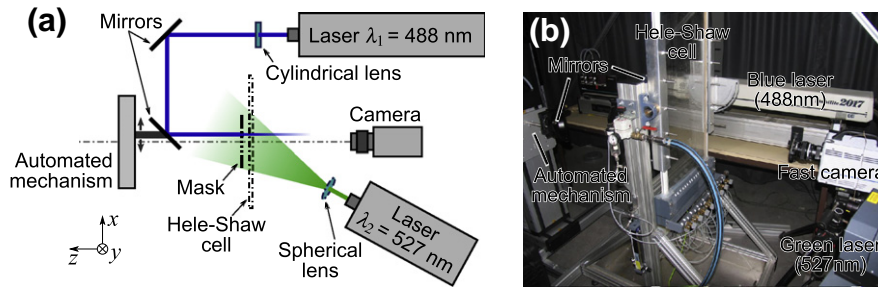 (a)
Mirrors
Laser λ1 = 488 nm
Cylindrical lens
Camera
Automated
mechanism
Mask
Hele-Shaw
cell
Spherical
lens
Laser
λ2 = 527 nm
x
z
y
(b)
Hele-Shaw
cell
Mirrors
Blue laser
(488nm)
2017
Automated
mechanism
Fast camera
Green laser
(527nm)